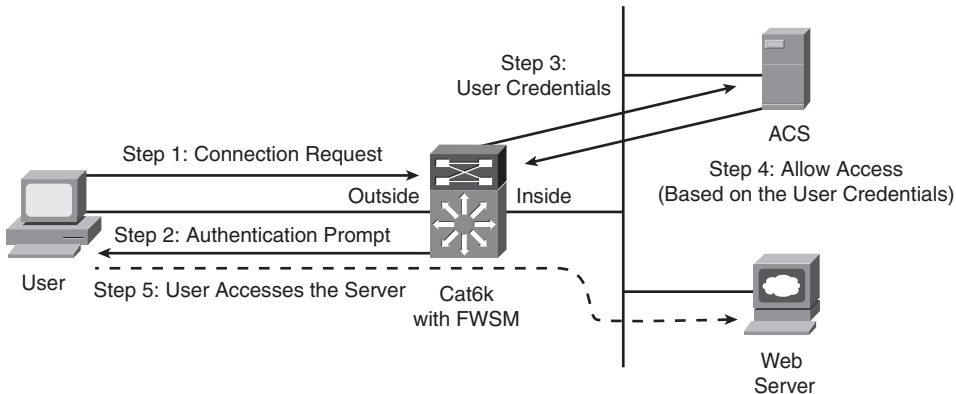 Step 3:
User Credentials
ACS
Step 1: Connection Request
Step 4: Allow Access
(Based on the User Credentials)
Outside
Inside
Step 2: Authentication Prompt
User
Step 5: User Accesses the Server
Cat6k
with FWSM
Web
Server